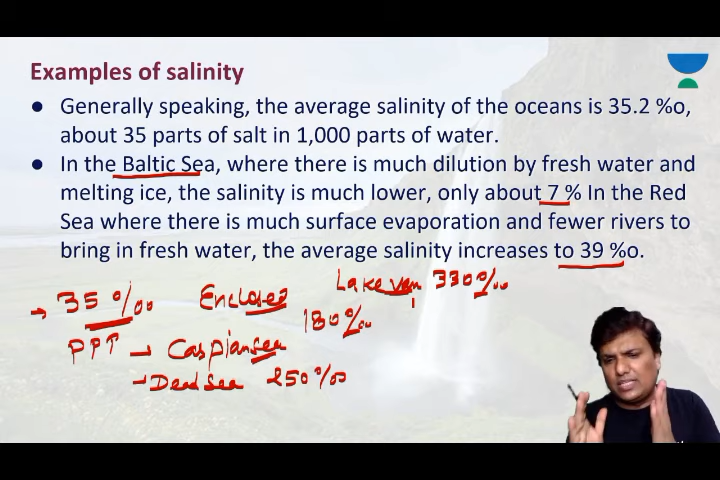 Examples of salinity
● Generally speaking, the average salinity of the oceans is 35.2 %o,
about 35 parts of salt in 1,000 parts of water.
● In the Baltic Sea, where there is much dilution by fresh water and
melting ice, the salinity is much lower, only about 7 % In the Red
Sea where there is much surface evaporation and fewer rivers to
bring in fresh water, the average salinity increases to 39 %o.
→ 35 ‰ Enclosed Lake van 330‰
PPT → Caspian sea 180‰
→ Dead sea 250‰